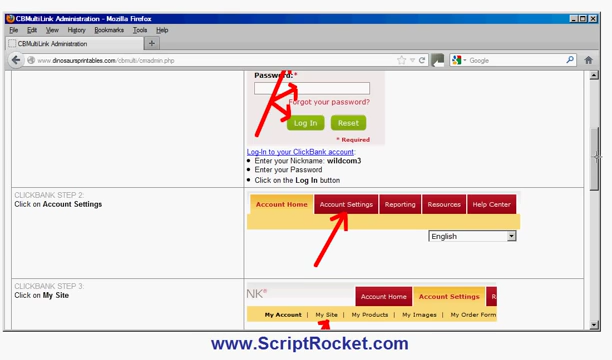 CBMultiLink Administration - Mozilla Firefox
File Edit View History Bookmarks Tools Help
CBMultiLink Administration
www.dinosaursprintables.com/cbmulti/cmadmin.php
Google
Password:*
Forgot your password?
Log In Reset
* Required
Log-In to your ClickBank account:
Enter your Nickname: wildcom3
Enter your Password
Click on the Log In button
CLICKBANK STEP 2:
Click on Account Settings
Account Home Account Settings Reporting Resources Help Center
English
CLICKBANK STEP 3:
Click on My Site
NK®
Account Home Account Settings R
My Account | My Site | My Products | My Images | My Order Form
www.ScriptRocket.com